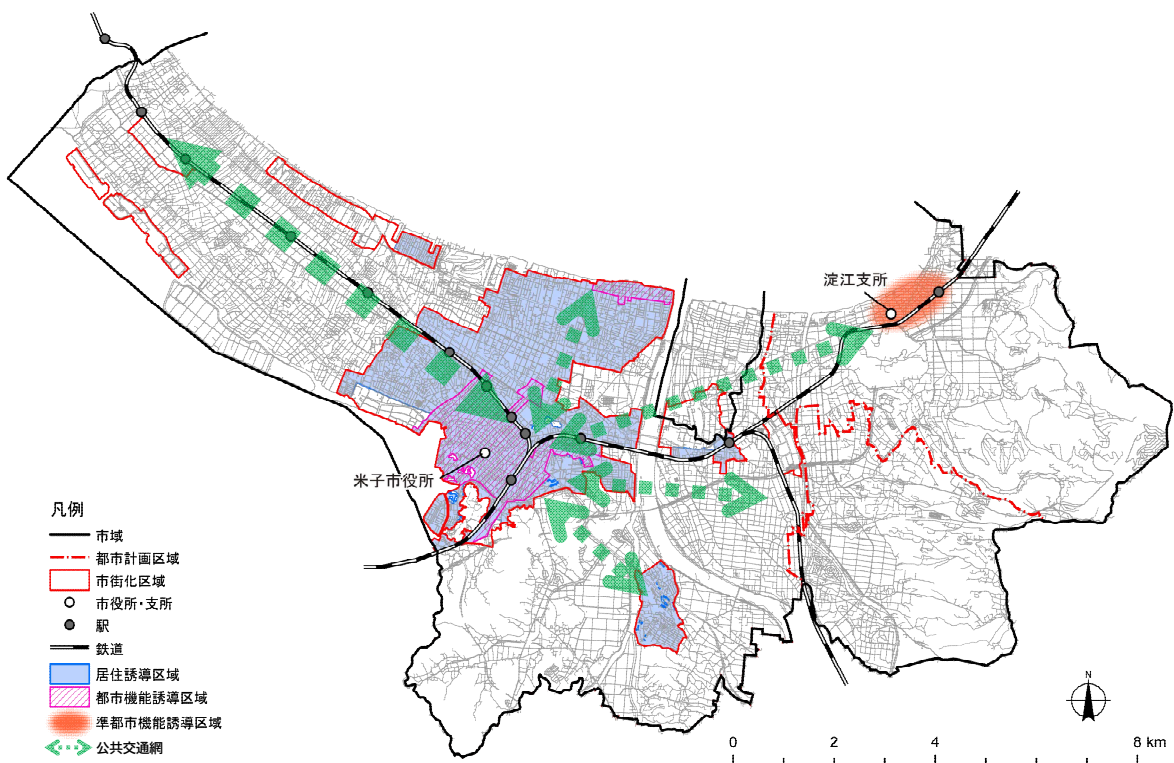 淀江支所
米子市役所
凡例
市域
都市計画区域
市街化区域
市役所・支所
駅
鉄道
居住誘導区域
都市機能誘導区域
準都市機能誘導区域
公共交通網
N
0 2 4 8 km